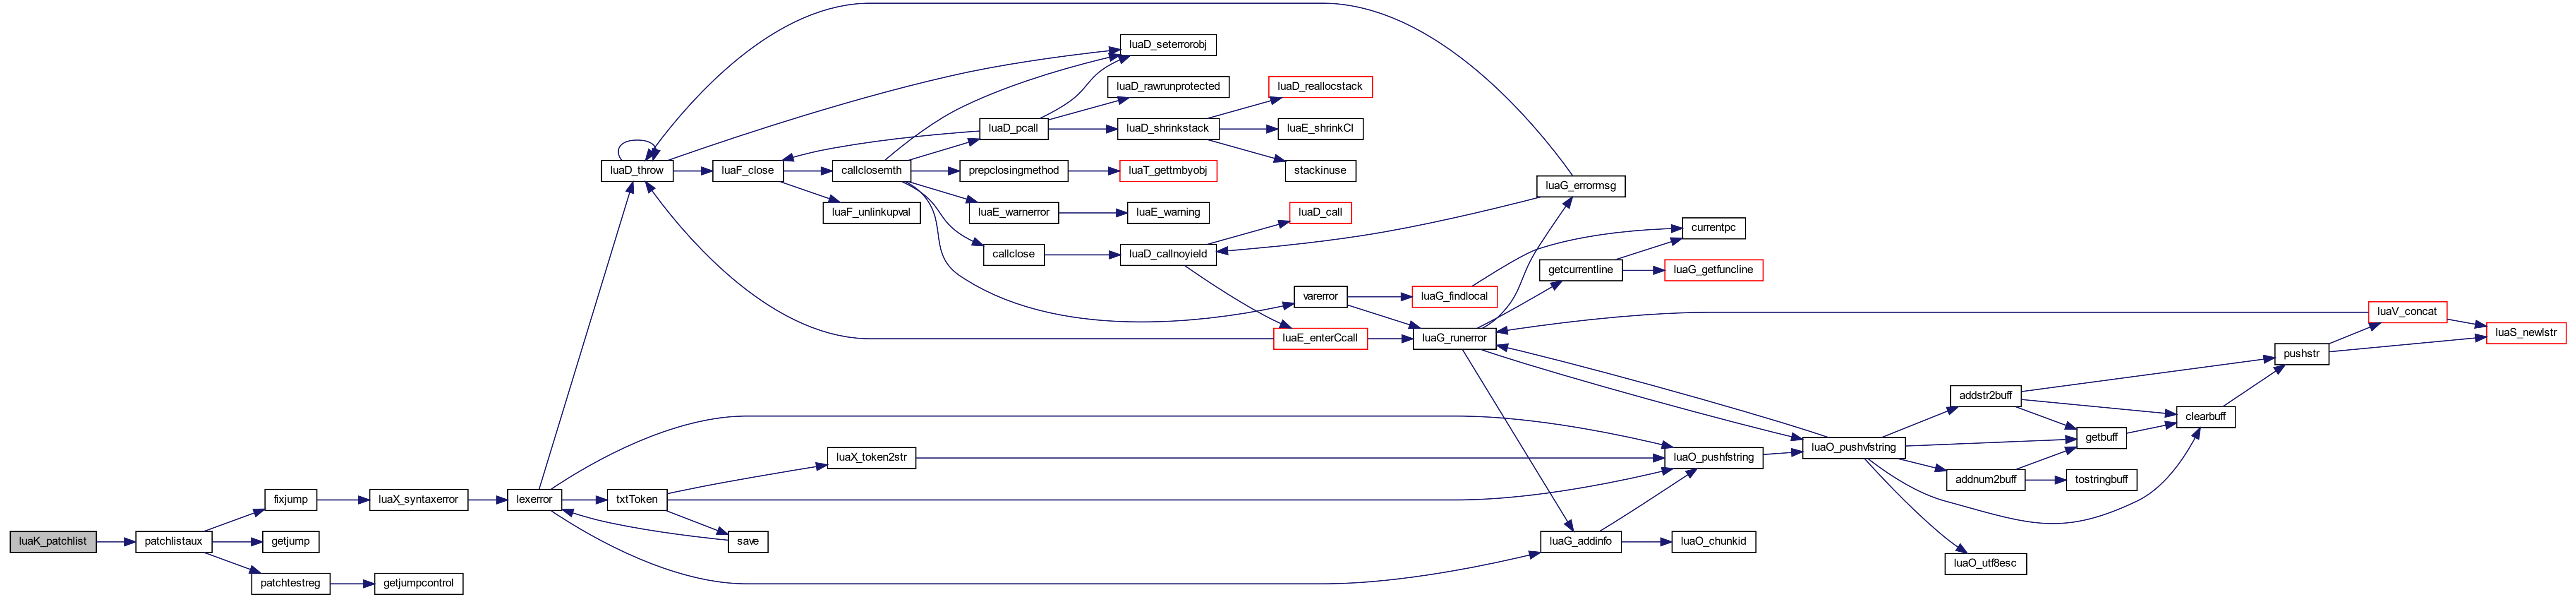 luaD_seterrorobj
luaD_rawrunprotected
luaD_reallocstack
luaD_pcall
luaD_shrinkstack
luaE_shrinkCI
luaD_throw
luaF_close
callclosemth
prepclosingmethod
luaT_gettmbyobj
stackinuse
luaG_errormsg
luaF_unlinkupval
luaE_warnerror
luaE_warning
luaD_call
currentpc
callclose
luaD_callnoyield
getcurrentline
luaG_getfuncline
varerror
luaG_findlocal
luaV_concat
luaE_enterCcall
luaG_runerror
luaS_newlstr
pushstr
addstr2buff
clearbuff
getbuff
luaX_token2str
luaO_pushfstring
luaO_pushvfstring
addnum2buff
tostringbuff
fixjump
luaX_syntaxerror
lexerror
txtToken
luaK_patchlist
patchlistaux
getjump
save
luaG_addinfo
luaO_chunkid
luaO_utf8esc
patchtestreg
getjumpcontrol